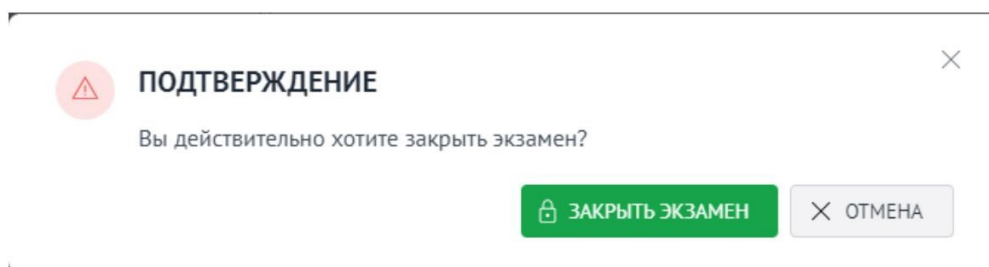 ПОДТВЕРЖДЕНИЕ
Вы действительно хотите закрыть экзамен?
ЗАКРЫТЬ ЭКЗАМЕН
ОТМЕНА